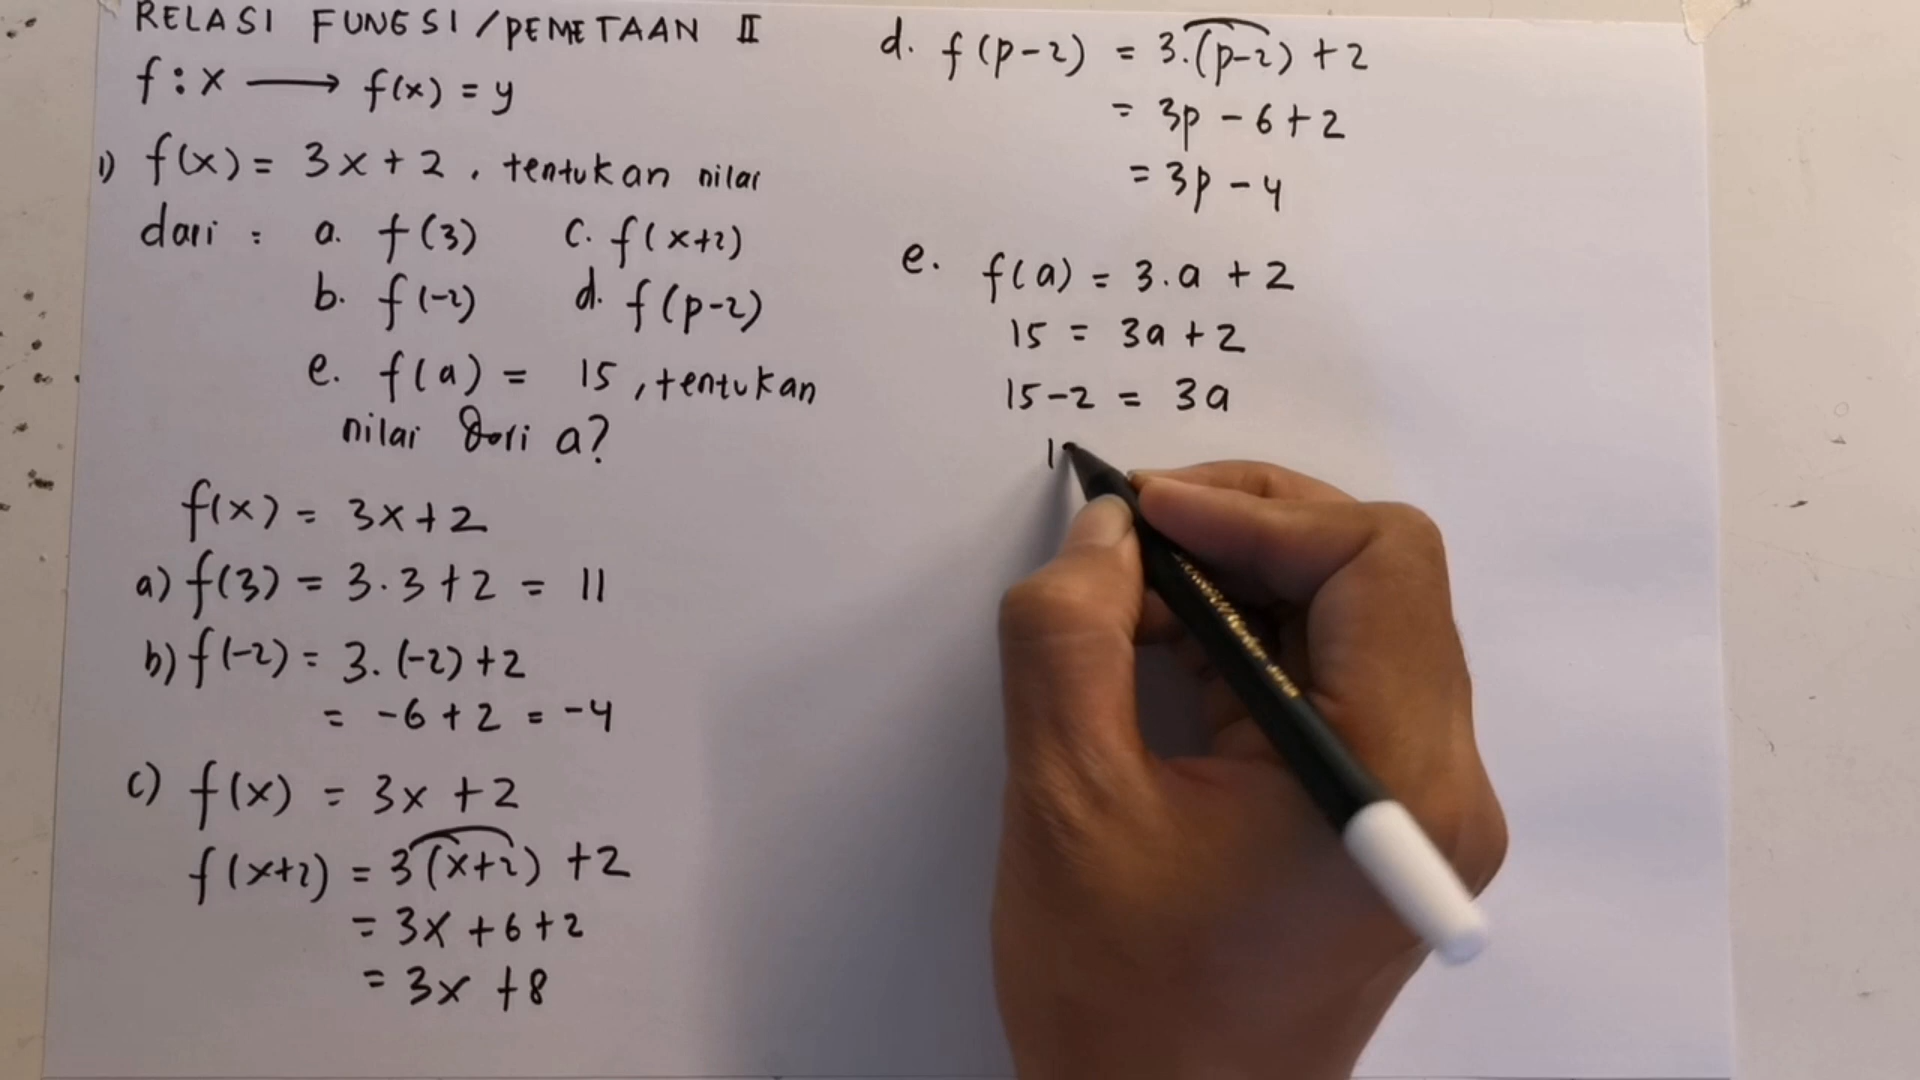 RELASI FUNGSI/PEMETAAN II
f : x ⟶ f(x) = y
1) f(x) = 3x + 2 , tentukan nilai
dari : a. f(3) c. f(x+2)
b. f(-2) d. f(p-2)
e. f(a) = 15 , tentukan
nilai dari a?
f(x) = 3x + 2
a) f(3) = 3 . 3 + 2 = 11
b) f(-2) = 3 . (-2) + 2
= -6 + 2 = -4
c) f(x) = 3x + 2
f(x+2) = 3 (x+2) + 2
= 3x + 6 + 2
= 3x + 8
d. f(p-2) = 3 . (p-2) + 2
= 3p - 6 + 2
= 3p - 4
e. f(a) = 3 . a + 2
15 = 3a + 2
15 - 2 = 3a
1